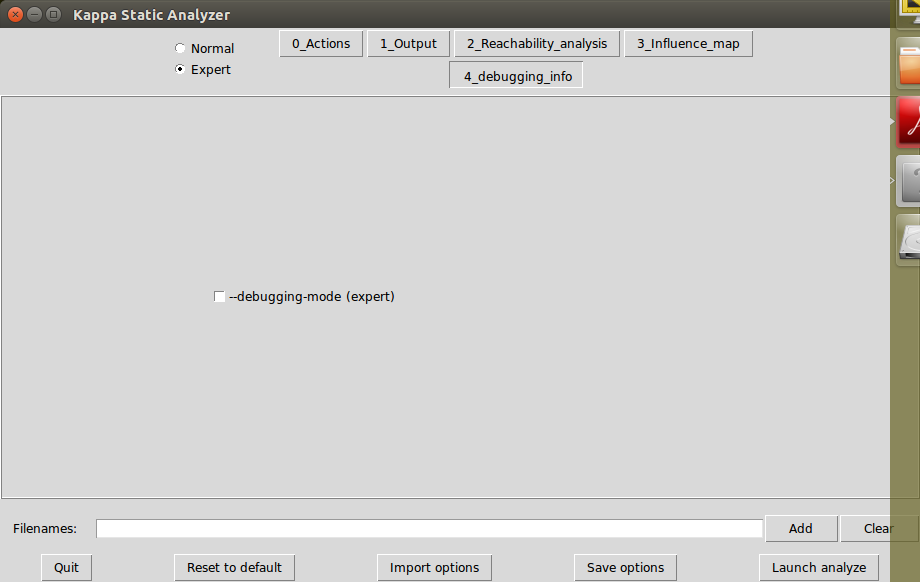 Kappa Static Analyzer
Normal
Expert
0_Actions 1_Output 2_Reachability_analysis 3_Influence_map
4_debugging_info
--debugging-mode (expert)
Filenames: Add Clear
Quit Reset to default Import options Save options Launch analyze